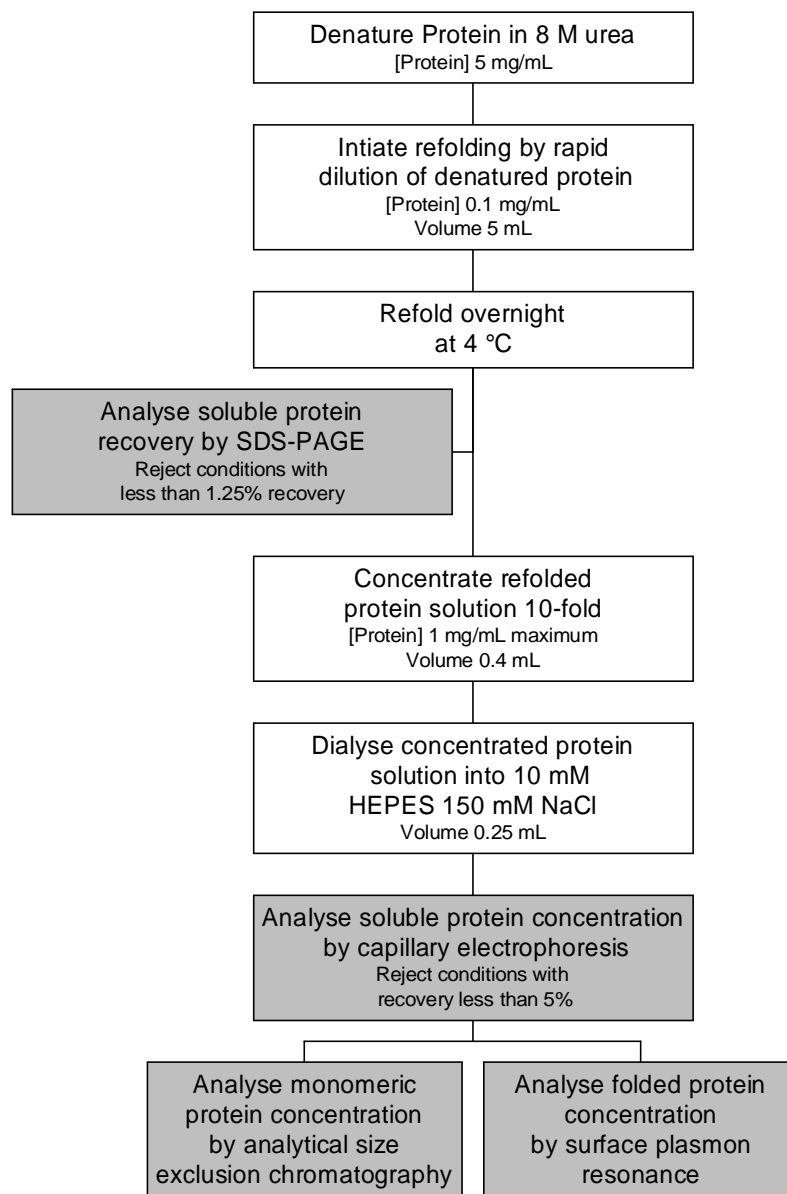 Denature Protein in 8 M urea
[Protein] 5 mg/mL
Intiate refolding by rapid
dilution of denatured protein
[Protein] 0.1 mg/mL
Volume 5 mL
Refold overnight
at 4 °C
Analyse soluble protein
recovery by SDS-PAGE
Reject conditions with
less than 1.25% recovery
Concentrate refolded
protein solution 10-fold
[Protein] 1 mg/mL maximum
Volume 0.4 mL
Dialyse concentrated protein
solution into 10 mM
HEPES 150 mM NaCl
Volume 0.25 mL
Analyse soluble protein concentration
by capillary electrophoresis
Reject conditions with
recovery less than 5%
Analyse monomeric
protein concentration
by analytical size
exclusion chromatography
Analyse folded protein
concentration
by surface plasmon
resonance